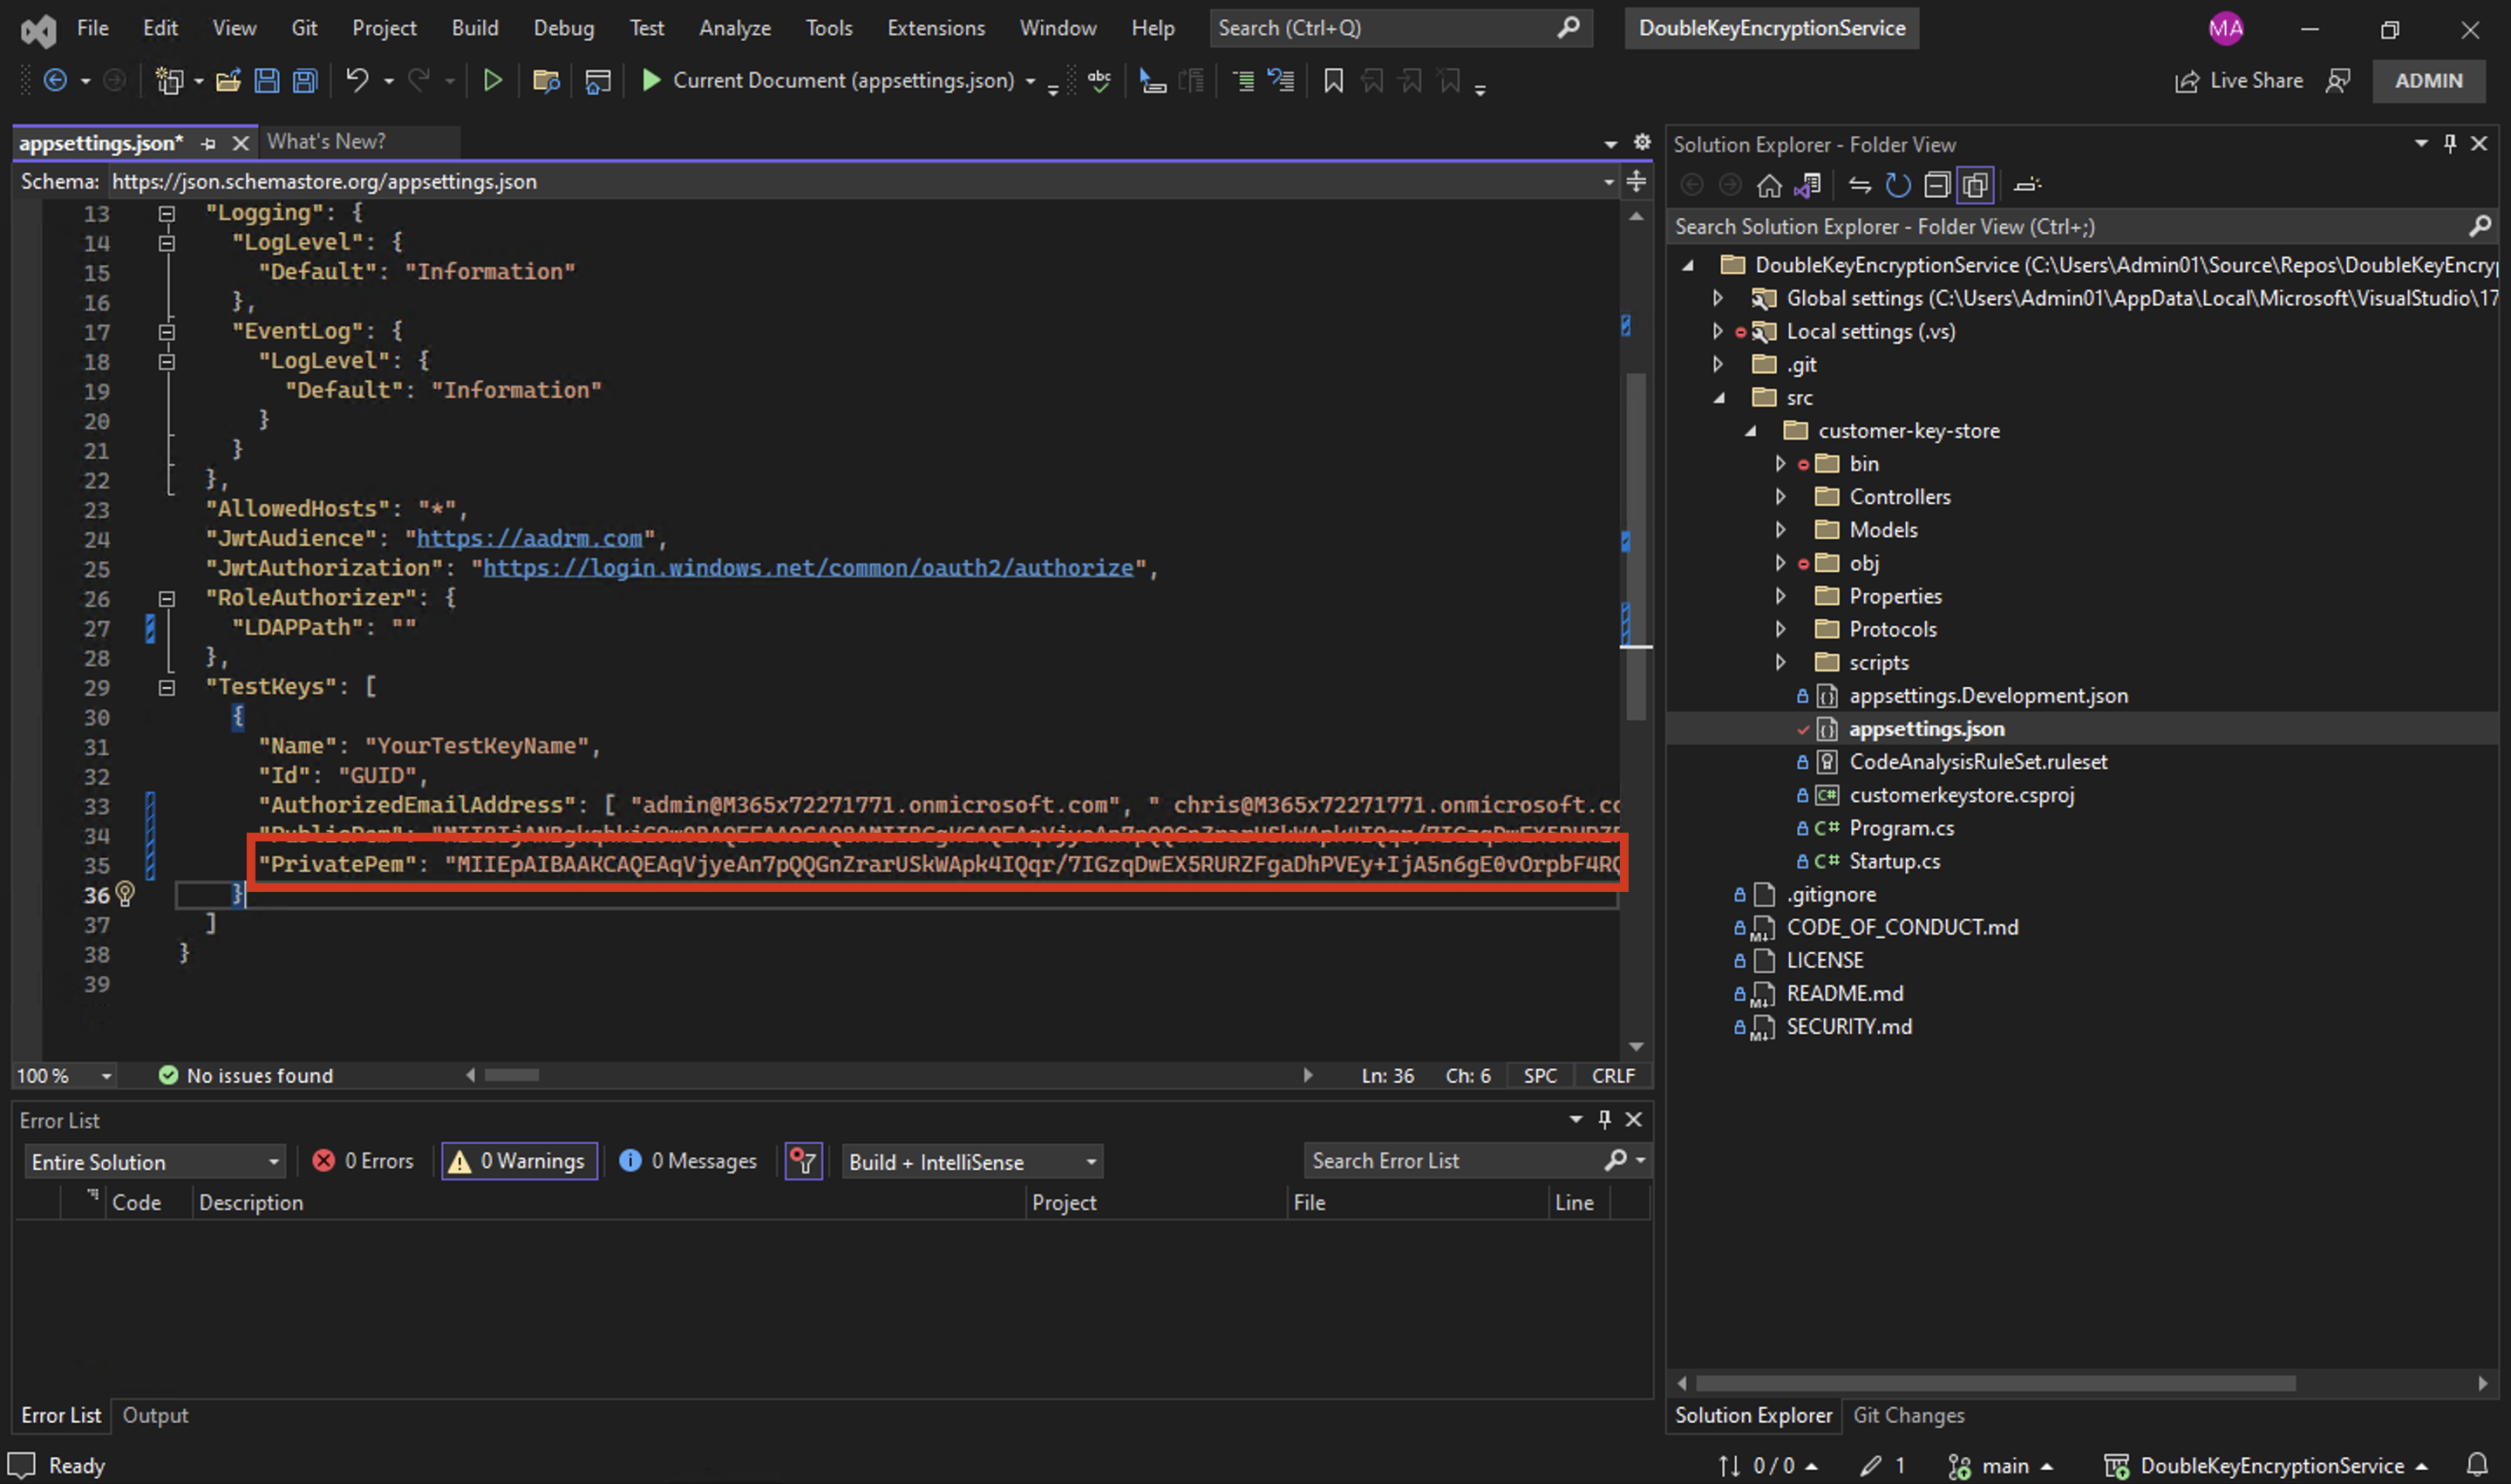 File Edit View Git Project Build Debug Test Analyze Tools Extensions Window Help Search (Ctrl+Q) DoubleKeyEncryptionService MA
Current Document (appsettings.json) abc Live Share ADMIN
appsettings.json* What's New?
Schema: https://json.schemastore.org/appsettings.json
13 "Logging": {
14 "LogLevel": {
15 "Default": "Information"
16 },
17 "EventLog": {
18 "LogLevel": {
19 "Default": "Information"
20 }
21 }
22 },
23 "AllowedHosts": "*",
24 "JwtAudience": "https://aadrm.com",
25 "JwtAuthorization": "https://login.windows.net/common/oauth2/authorize",
26 "RoleAuthorizer": {
27 "LDAPPath": ""
28 },
29 "TestKeys": [
30 {
31 "Name": "YourTestKeyName",
32 "Id": "GUID",
33 "AuthorizedEmailAddress": [ "admin@M365x72271771.onmicrosoft.com", " chris@M365x72271771.onmicrosoft.co
34 "PublicPem":
35 "PrivatePem": "MIIEpAIBAAKCAQEAqVjyeAn7pQQGnZrarUSkWApk4IQqr/7IGzqDwEX5RURZFgaDhPVEy+IjA5n6gE0vOrpbF4RQ
36 }
37 ]
38 }
39
100 % No issues found Ln: 36 Ch: 6 SPC CRLF
Error List
Entire Solution 0 Errors 0 Warnings 0 Messages Build + IntelliSense Search Error List
Code Description Project File Line
Error List Output
Solution Explorer - Folder View
Search Solution Explorer - Folder View (Ctrl+;)
DoubleKeyEncryptionService (C:\Users\Admin01\Source\Repos\DoubleKeyEncryp
Global settings (C:\Users\Admin01\AppData\Local\Microsoft\VisualStudio\17
Local settings (.vs)
.git
src
customer-key-store
bin
Controllers
Models
obj
Properties
Protocols
scripts
appsettings.Development.json
appsettings.json
CodeAnalysisRuleSet.ruleset
customerkeystore.csproj
C# Program.cs
C# Startup.cs
.gitignore
CODE_OF_CONDUCT.md
LICENSE
README.md
SECURITY.md
Solution Explorer Git Changes
Ready 0 / 0 1 main DoubleKeyEncryptionService